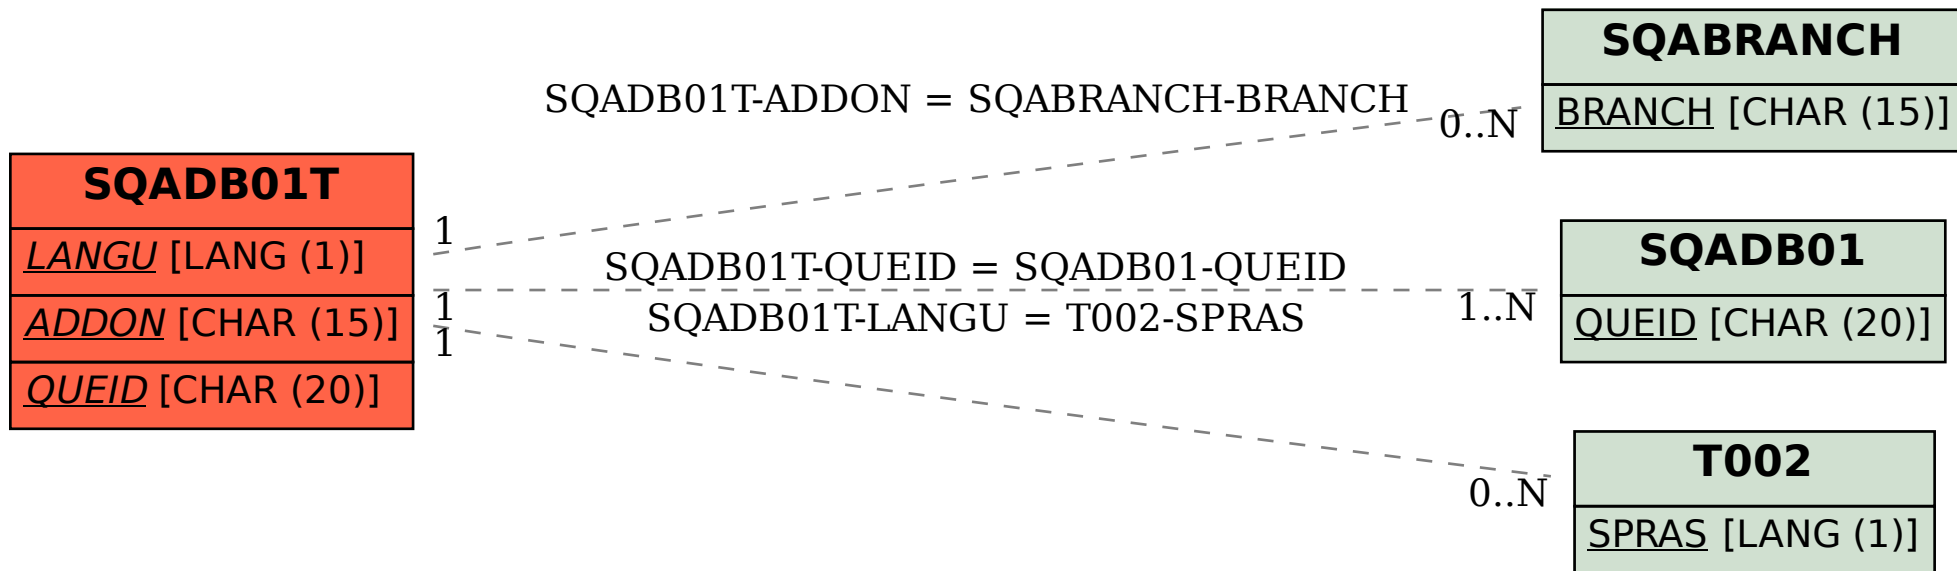 SQABRANCH
SQADB01T-ADDON = SQABRANCH-BRANCH
0..N
BRANCH [CHAR (15)]
SQADB01T
1
LANGU [LANG (1)]
SQADB01
SQADB01T-QUEID = SQADB01-QUEID
1
1..N
ADDON [CHAR (15)]
SQADB01T-LANGU = T002-SPRAS
QUEID [CHAR (20)]
1
QUEID [CHAR (20)]
T002
0..N
SPRAS [LANG (1)]